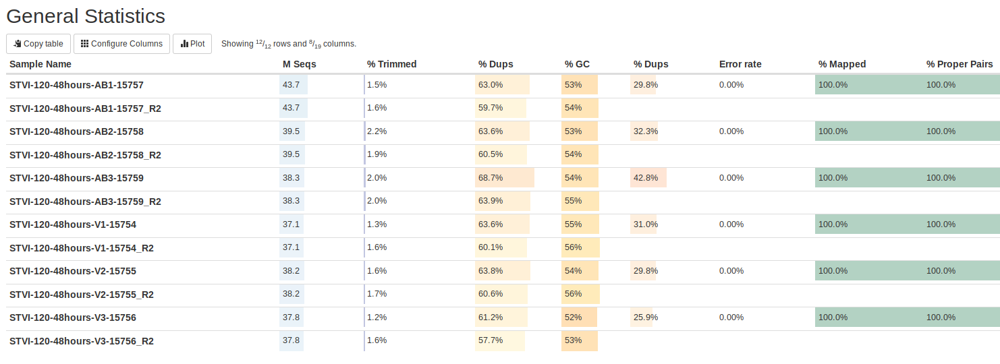 General Statistics
Copy table Configure Columns Plot Showing 12/12 rows and 8/19 columns.
Sample Name M Seqs % Trimmed % Dups % GC % Dups Error rate % Mapped % Proper Pairs
STVI-120-48hours-AB1-15757 43.7 1.5% 63.0% 53% 29.8% 0.00% 100.0% 100.0%
STVI-120-48hours-AB1-15757_R2 43.7 1.6% 59.7% 54%
STVI-120-48hours-AB2-15758 39.5 2.2% 63.6% 53% 32.3% 0.00% 100.0% 100.0%
STVI-120-48hours-AB2-15758_R2 39.5 1.9% 60.5% 54%
STVI-120-48hours-AB3-15759 38.3 2.0% 68.7% 54% 42.8% 0.00% 100.0% 100.0%
STVI-120-48hours-AB3-15759_R2 38.3 2.0% 63.9% 55%
STVI-120-48hours-V1-15754 37.1 1.3% 63.6% 55% 31.0% 0.00% 100.0% 100.0%
STVI-120-48hours-V1-15754_R2 37.1 1.6% 60.1% 56%
STVI-120-48hours-V2-15755 38.2 1.6% 63.8% 54% 29.8% 0.00% 100.0% 100.0%
STVI-120-48hours-V2-15755_R2 38.2 1.7% 60.6% 56%
STVI-120-48hours-V3-15756 37.8 1.2% 61.2% 52% 25.9% 0.00% 100.0% 100.0%
STVI-120-48hours-V3-15756_R2 37.8 1.6% 57.7% 53%